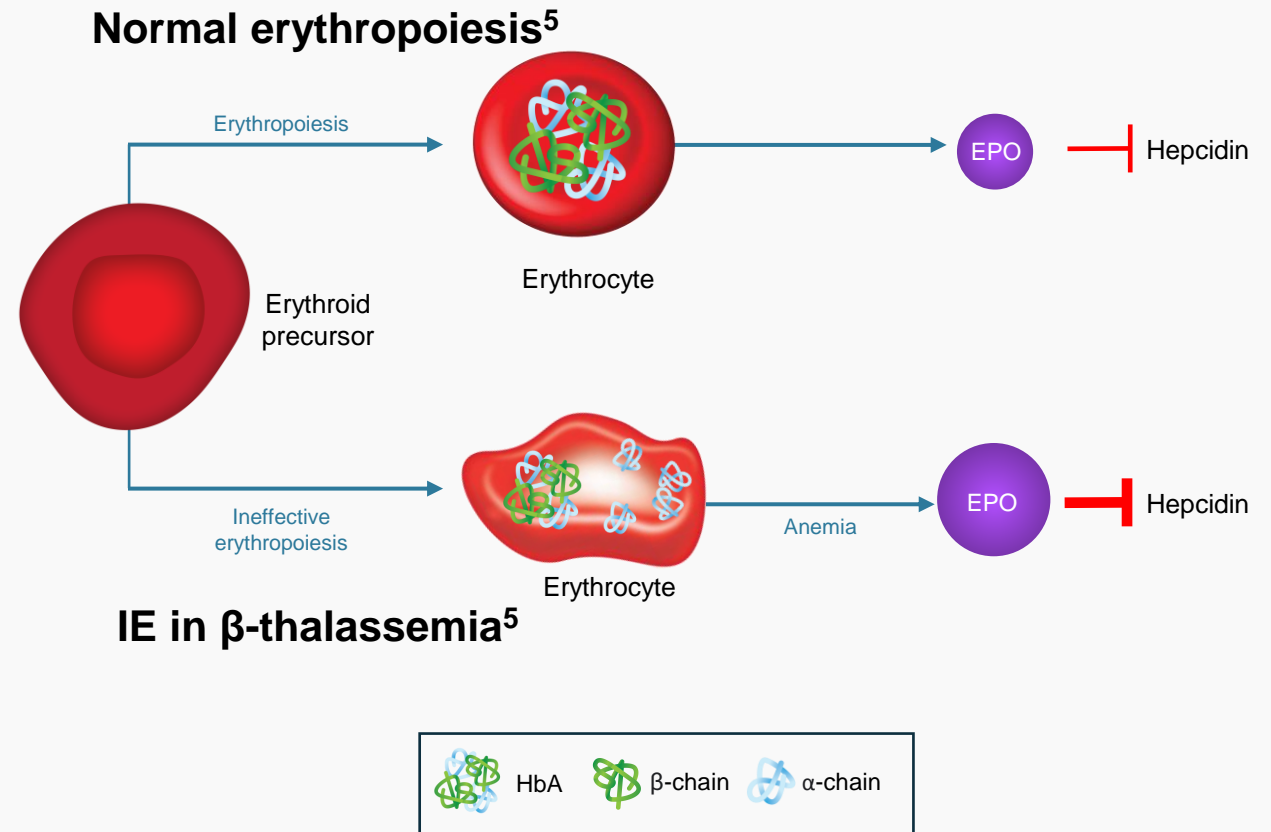 Normal erythropoiesis⁵
Erythropoiesis
EPO
Hepcidin
Erythrocyte
Erythroid
precursor
Ineffective
erythropoiesis
Anemia
EPO
Hepcidin
Erythrocyte
IE in β-thalassemia⁵
HbA
β-chain
α-chain